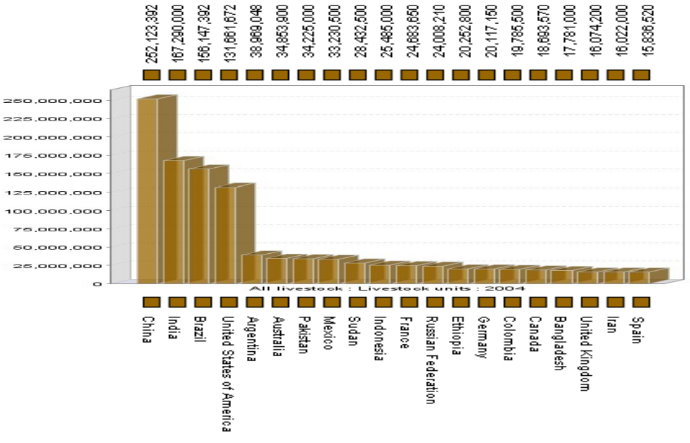 252,123,392
167,290,000
156,147,392
131,661,672
38,969,048
34,853,900
34,225,000
33,230,500
28,432,500
25,485,000
24,683,650
24,008,210
20,252,800
20,117,150
19,785,500
18,693,570
17,781,000
16,074,200
16,022,000
15,836,520
250,000,000
225,000,000
200,000,000
175,000,000
150,000,000
125,000,000
100,000,000
75,000,000
50,000,000
25,000,000
0
All livestock : Livestock units : 2004
China
India
Brazil
United States of America
Argentina
Australia
Pakistan
Mexico
Sudan
Indonesia
France
Russian Federation
Ethiopia
Germany
Colombia
Canada
Bangladesh
United Kingdom
Iran
Spain